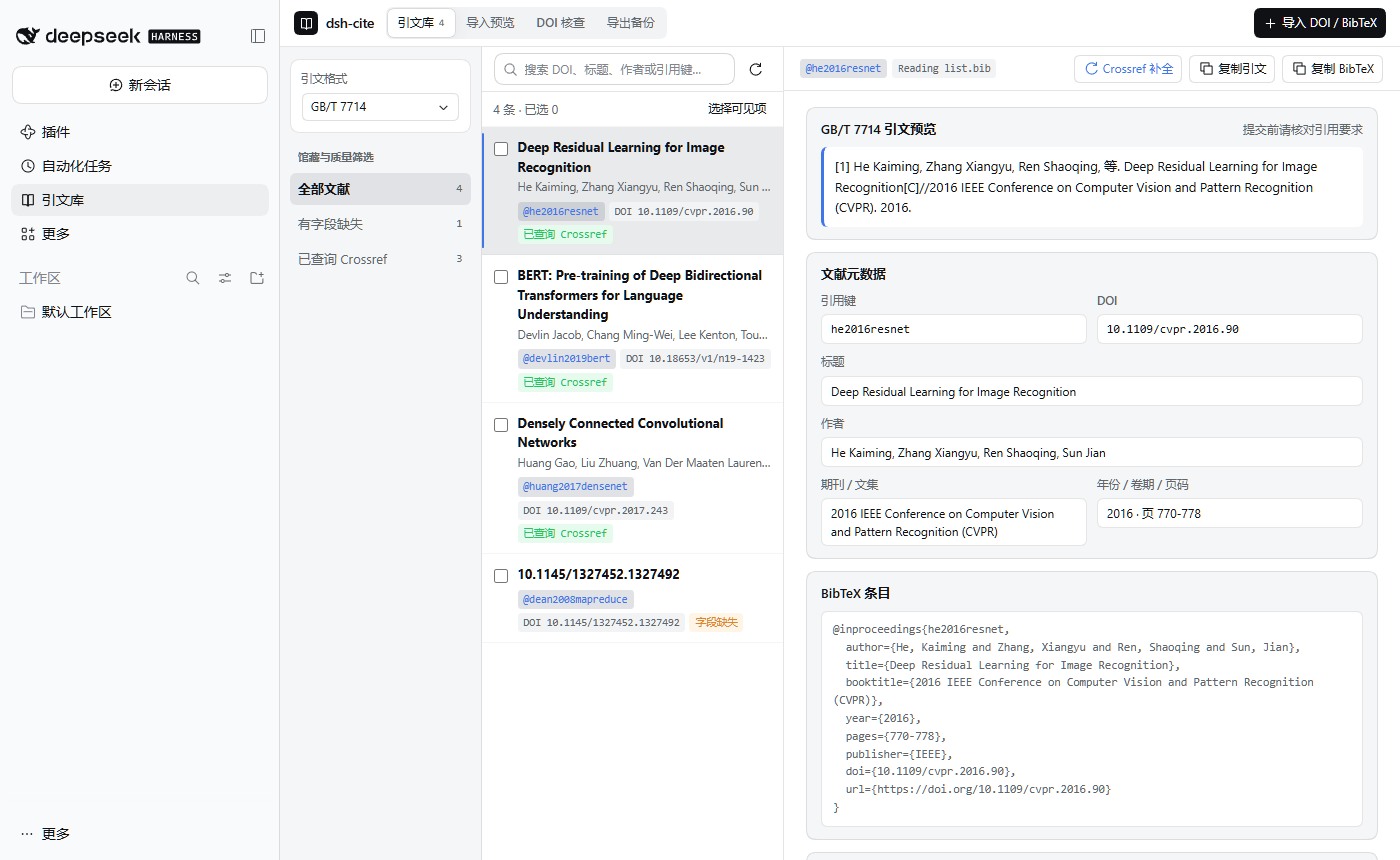 deepseek HARNESS
新会话
插件
自动化任务
引文库
更多
工作区
默认工作区
更多
dsh-cite
引文库 4
导入预览
DOI 核查
导出备份
导入 DOI / BibTeX
引文格式
GB/T 7714
馆藏与质量筛选
全部文献 4
有字段缺失 1
已查询 Crossref 3
搜索 DOI、标题、作者或引用键...
4 条 · 已选 0
选择可见项
Deep Residual Learning for Image
Recognition
He Kaiming, Zhang Xiangyu, Ren Shaoqing, Sun ...
@he2016resnet DOI 10.1109/cvpr.2016.90
已查询 Crossref
BERT: Pre-training of Deep Bidirectional
Transformers for Language
Understanding
Devlin Jacob, Chang Ming-Wei, Lee Kenton, Tou...
@devlin2019bert DOI 10.18653/v1/n19-1423
已查询 Crossref
Densely Connected Convolutional
Networks
Huang Gao, Liu Zhuang, Van Der Maaten Lauren...
@huang2017densenet
DOI 10.1109/cvpr.2017.243
已查询 Crossref
10.1145/1327452.1327492
@dean2008mapreduce
DOI 10.1145/1327452.1327492 字段缺失
@he2016resnet
Reading list.bib
Crossref 补全
复制引文
复制 BibTeX
GB/T 7714 引文预览
提交前请核对引用要求
[1] He Kaiming, Zhang Xiangyu, Ren Shaoqing, 等. Deep Residual Learning for Image
Recognition[C]//2016 IEEE Conference on Computer Vision and Pattern Recognition
(CVPR). 2016.
文献元数据
引用键
DOI
he2016resnet
10.1109/cvpr.2016.90
标题
Deep Residual Learning for Image Recognition
作者
He Kaiming, Zhang Xiangyu, Ren Shaoqing, Sun Jian
期刊 / 文集
年份 / 卷期 / 页码
2016 IEEE Conference on Computer Vision
and Pattern Recognition (CVPR)
2016 · 页 770-778
BibTeX 条目
@inproceedings{he2016resnet,
author={He, Kaiming and Zhang, Xiangyu and Ren, Shaoqing and Sun, Jian},
title={Deep Residual Learning for Image Recognition},
booktitle={2016 IEEE Conference on Computer Vision and Pattern Recognition
(CVPR)},
year={2016},
pages={770-778},
publisher={IEEE},
doi={10.1109/cvpr.2016.90},
url={https://doi.org/10.1109/cvpr.2016.90}
}